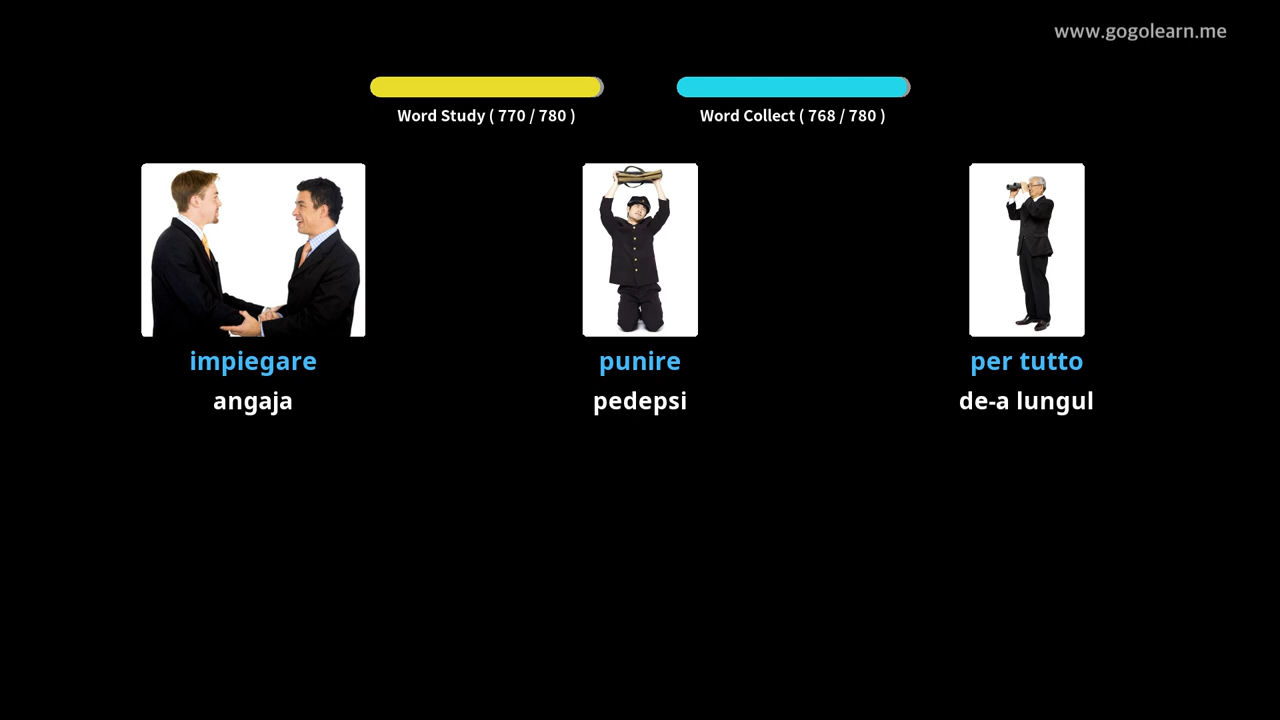 www.gogolearn.me
Word Study ( 770 / 780 )
Word Collect ( 768 / 780 )
impiegare
punire
per tutto
angaja
pedepsi
de-a lungul